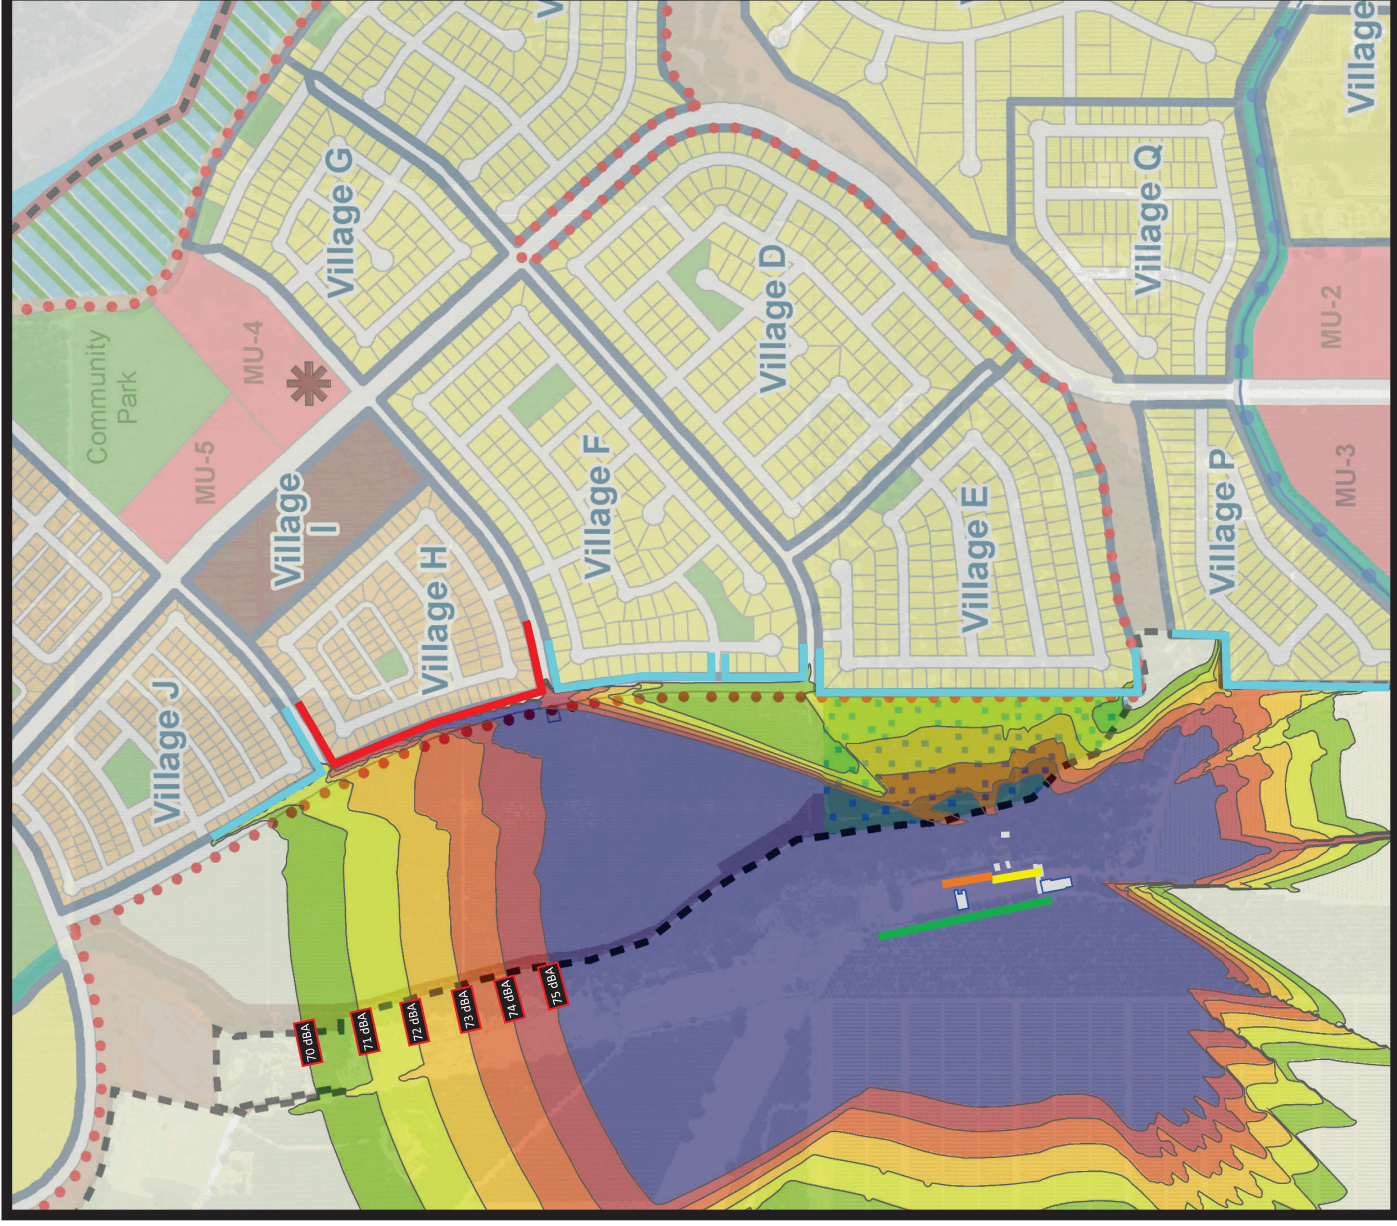 V
Village
Village G
Village Q
Village D
MU-4
MU-2
Community
Park
MU-5
Village F
MU-3
Village
I
Village H
Village E
Village P
Village J
70 dBA
71 dBA
72 dBA
73 dBA
74 dBA
75 dBA